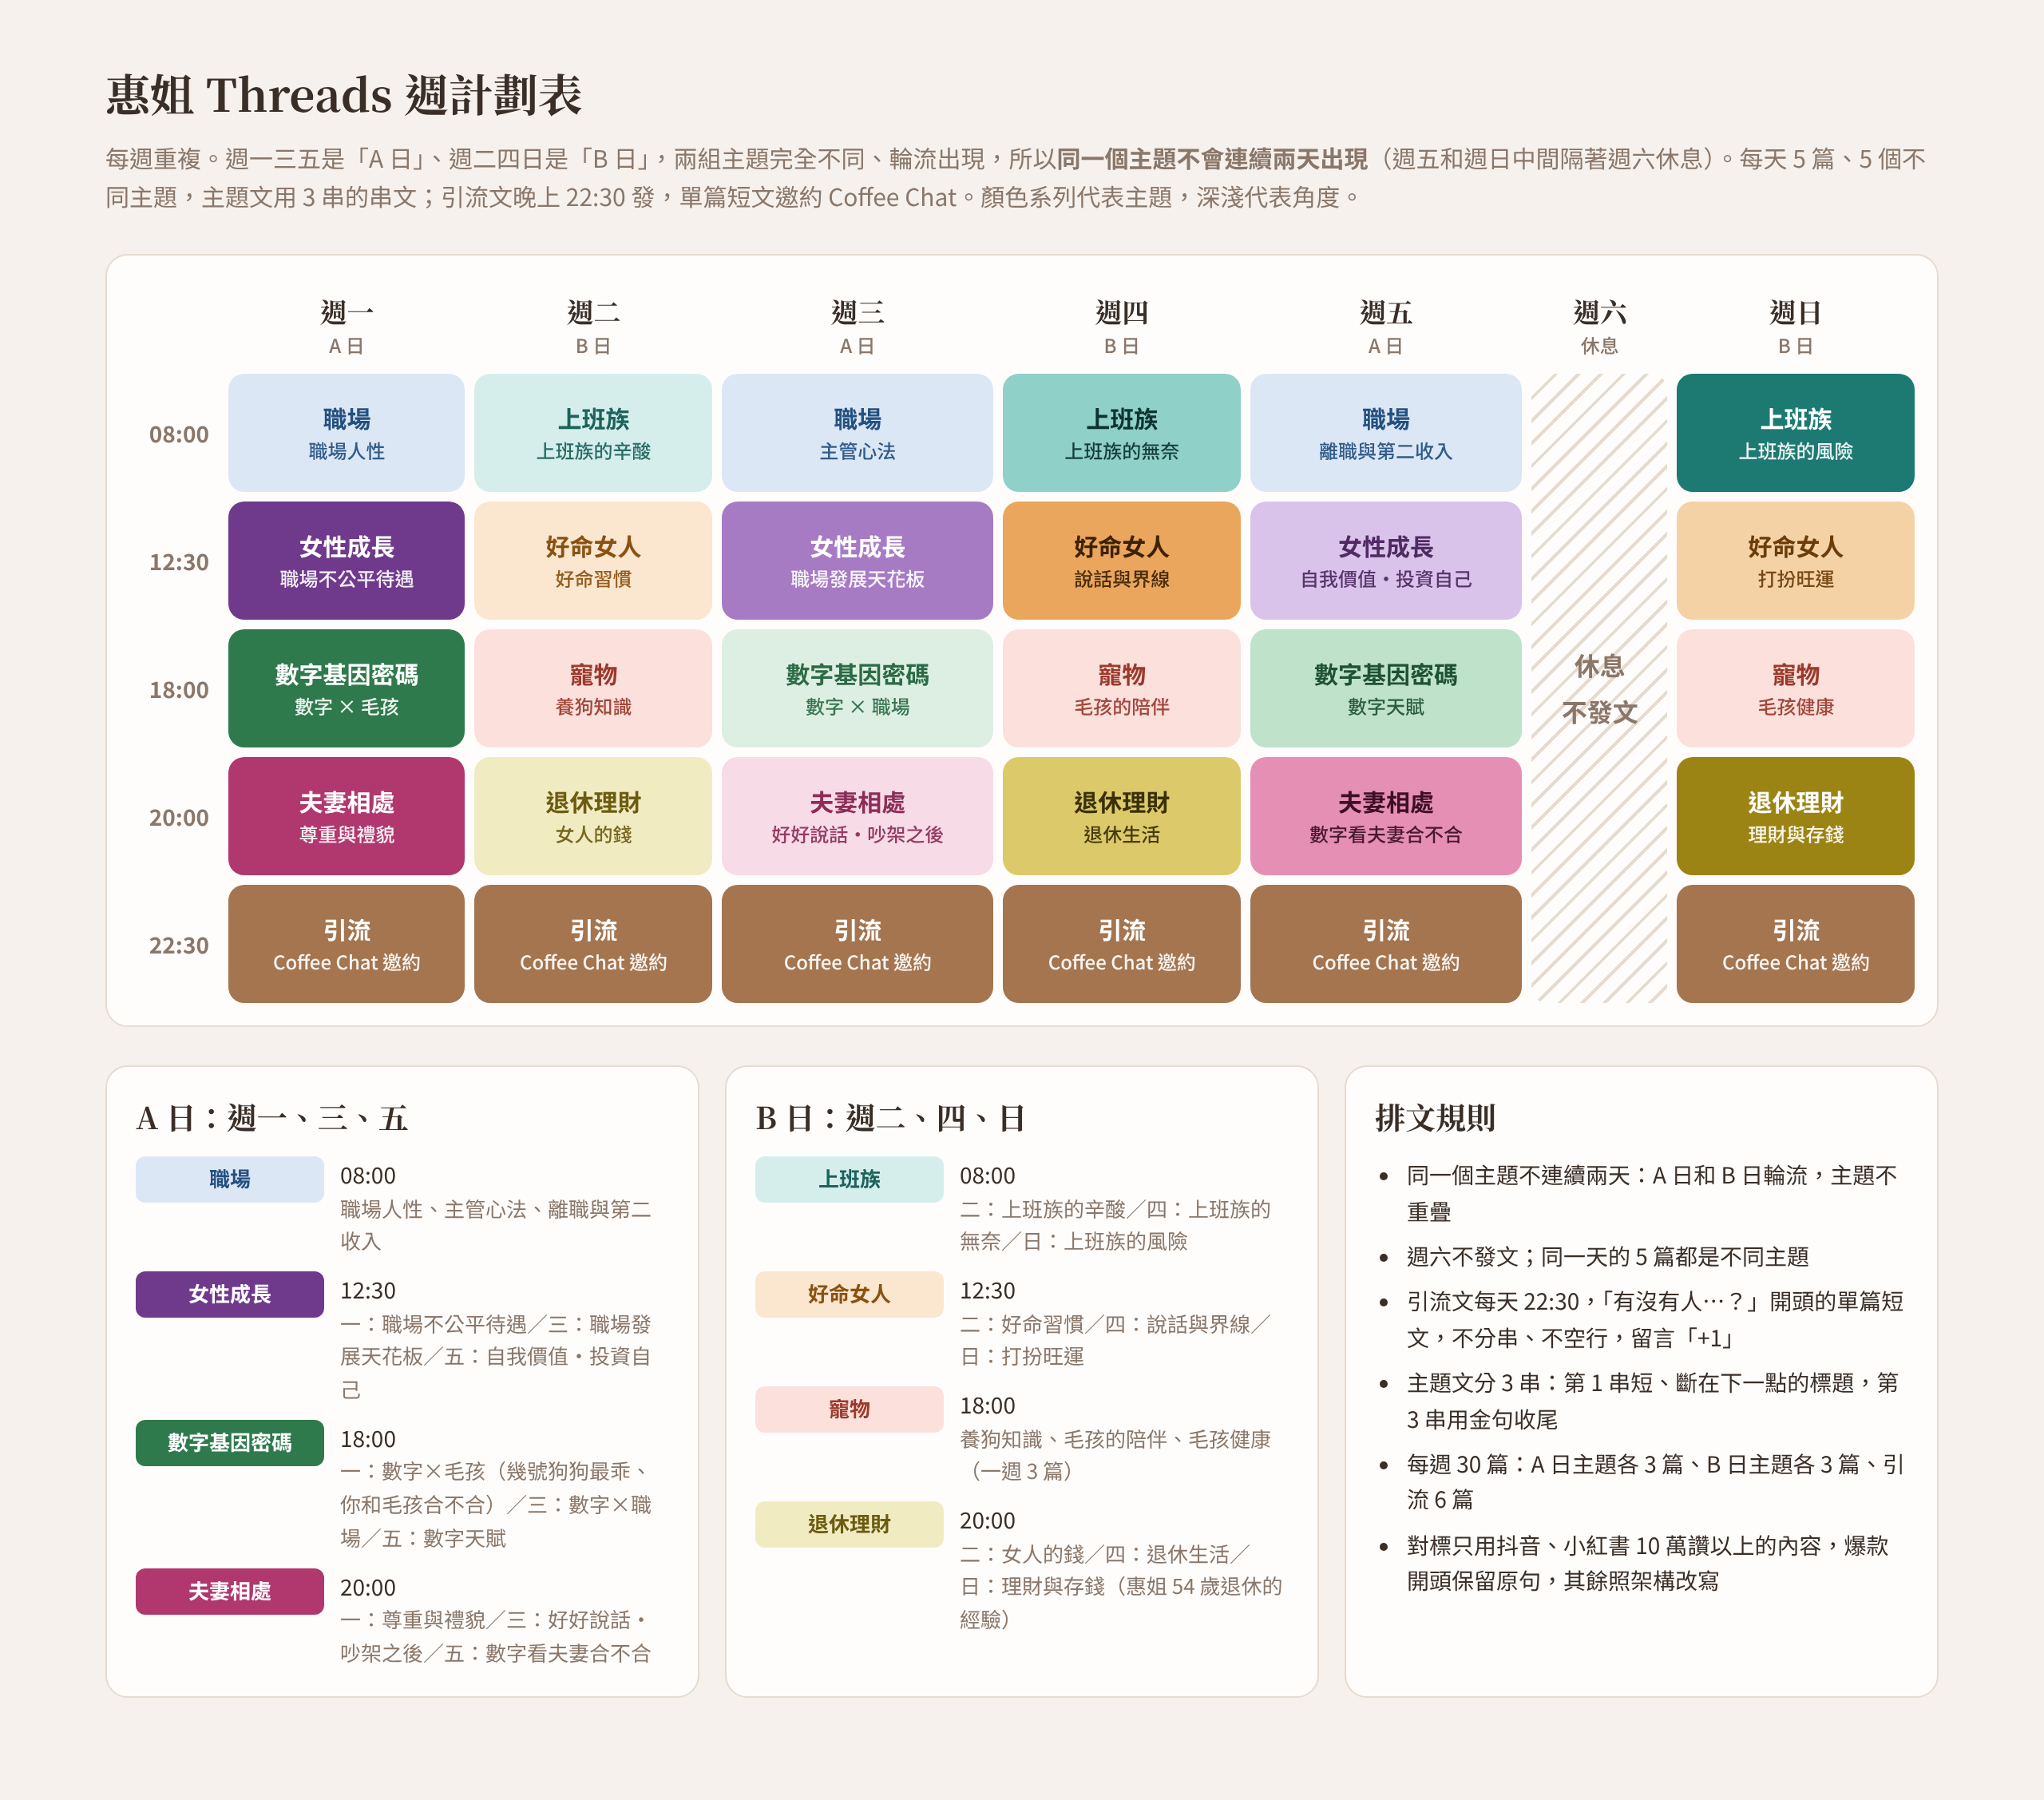 惠姐 Threads 週計劃表
每週重複。週一三五是「A 日」、週二四日是「B 日」，兩組主題完全不同、輪流出現，所以同一個主題不會連續兩天出現（週五和週日中間隔著週六休息）。每天 5 篇、5 個不
同主題，主題文用 3 串的串文；引流文晚上 22:30 發，單篇短文邀約 Coffee Chat。顏色系列代表主題，深淺代表角度。
週一 週二 週三 週四 週五 週六 週日
A 日 B 日 A 日 B 日 A 日 休息 B 日
職場 上班族 職場 上班族 職場 上班族
08:00
職場人性 上班族的辛酸 主管心法 上班族的無奈 離職與第二收入 上班族的風險
女性成長 好命女人 女性成長 好命女人 女性成長 好命女人
12:30
職場不公平待遇 好命習慣 職場發展天花板 說話與界線 自我價值・投資自己 打扮旺運
數字基因密碼 寵物 數字基因密碼 寵物 數字基因密碼 休息 寵物
18:00
數字 × 毛孩 養狗知識 數字 × 職場 毛孩的陪伴 數字天賦 不發文 毛孩健康
夫妻相處 退休理財 夫妻相處 退休理財 夫妻相處 退休理財
20:00
尊重與禮貌 女人的錢 好好說話・吵架之後 退休生活 數字看夫妻合不合 理財與存錢
引流 引流 引流 引流 引流 引流
22:30
Coffee Chat 邀約 Coffee Chat 邀約 Coffee Chat 邀約 Coffee Chat 邀約 Coffee Chat 邀約 Coffee Chat 邀約
A 日：週一、三、五
職場 08:00
職場人性、主管心法、離職與第二
收入
女性成長 12:30
一：職場不公平待遇／三：職場發
展天花板／五：自我價值・投資自
己
數字基因密碼 18:00
一：數字×毛孩（幾號狗狗最乖、
你和毛孩合不合）／三：數字×職
場／五：數字天賦
夫妻相處 20:00
一：尊重與禮貌／三：好好說話・
吵架之後／五：數字看夫妻合不合
B 日：週二、四、日
上班族 08:00
二：上班族的辛酸／四：上班族的
無奈／日：上班族的風險
好命女人 12:30
二：好命習慣／四：說話與界線／
日：打扮旺運
寵物 18:00
養狗知識、毛孩的陪伴、毛孩健康
（一週 3 篇）
退休理財 20:00
二：女人的錢／四：退休生活／
日：理財與存錢（惠姐 54 歲退休的
經驗）
排文規則
• 同一個主題不連續兩天：A 日和 B 日輪流，主題不
重疊
• 週六不發文；同一天的 5 篇都是不同主題
• 引流文每天 22:30，「有沒有人⋯？」開頭的單篇短
文，不分串、不空行，留言「+1」
• 主題文分 3 串：第 1 串短、斷在下一點的標題，第
3 串用金句收尾
• 每週 30 篇：A 日主題各 3 篇、B 日主題各 3 篇、引
流 6 篇
• 對標只用抖音、小紅書 10 萬讚以上的內容，爆款
開頭保留原句，其餘照架構改寫